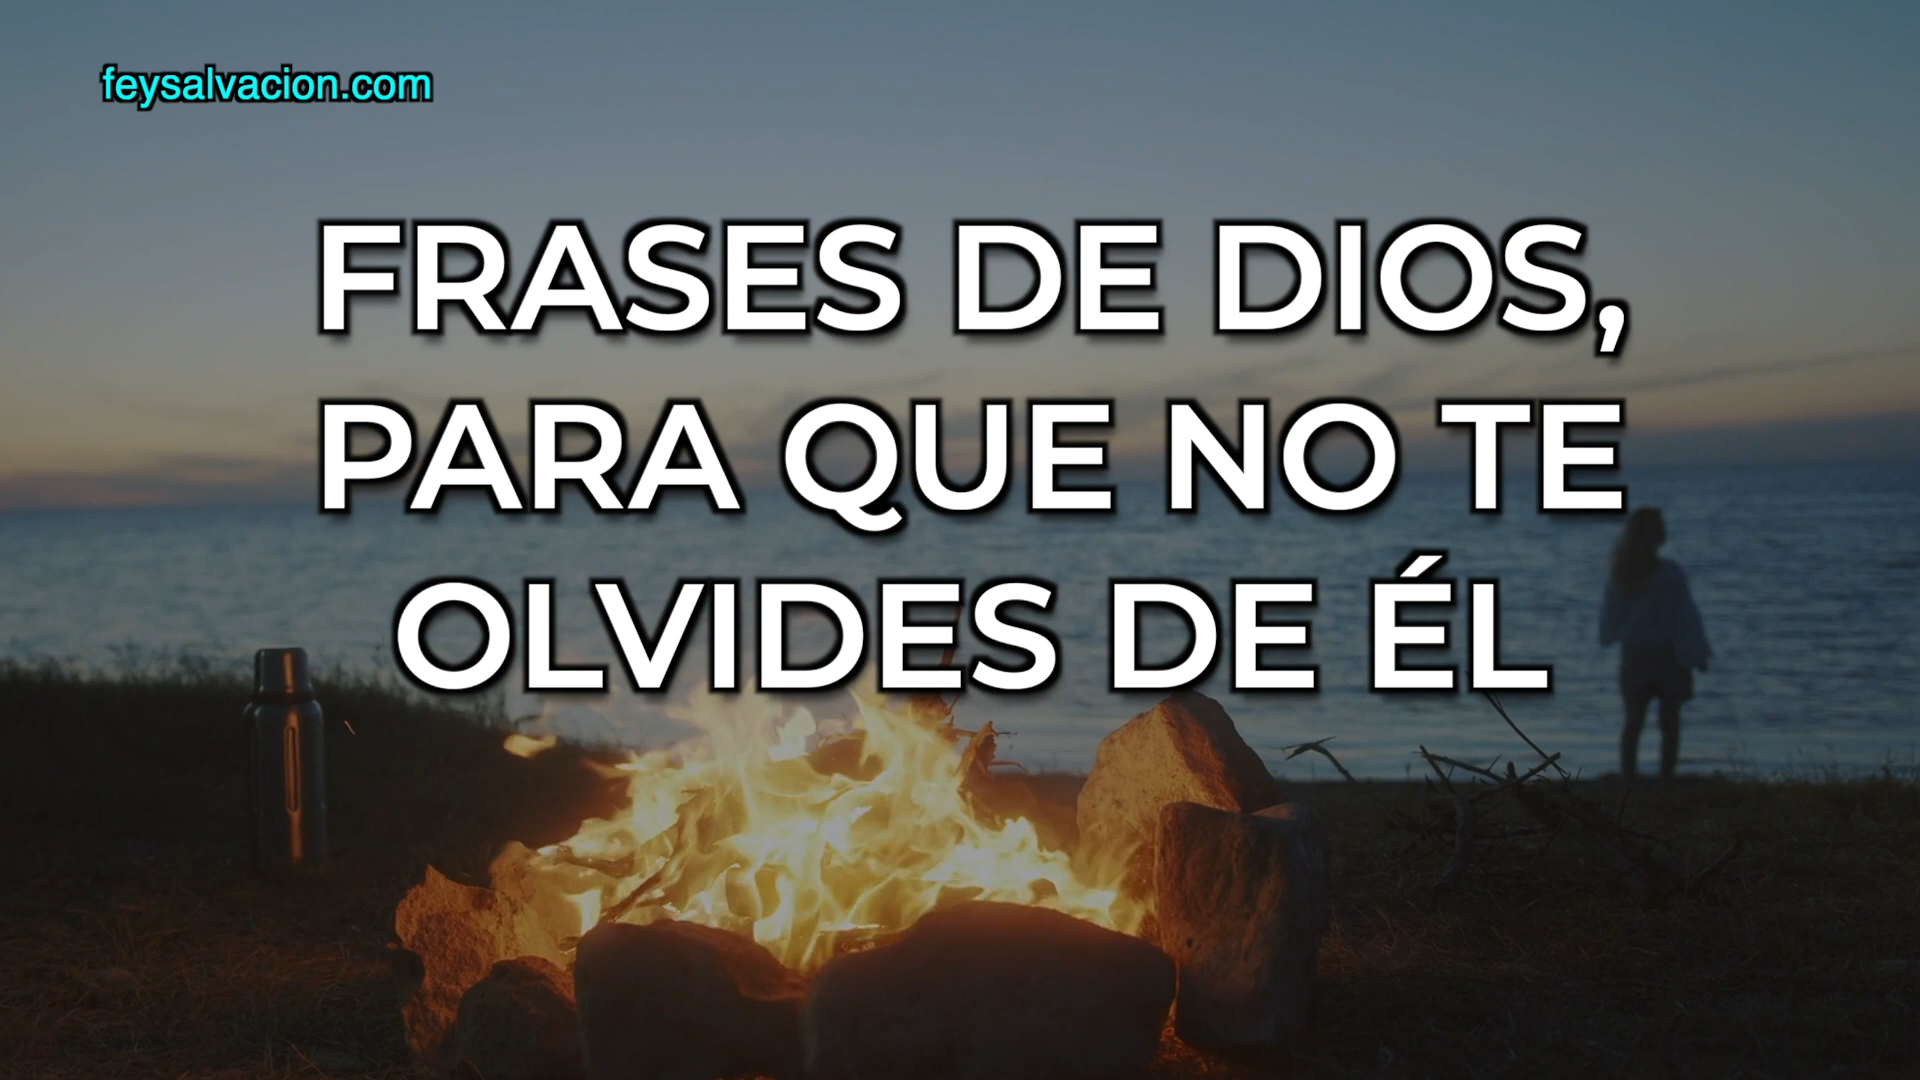 feysalvacion.com
FRASES DE DIOS,
PARA QUE NO TE
OLVIDES DE ÉL